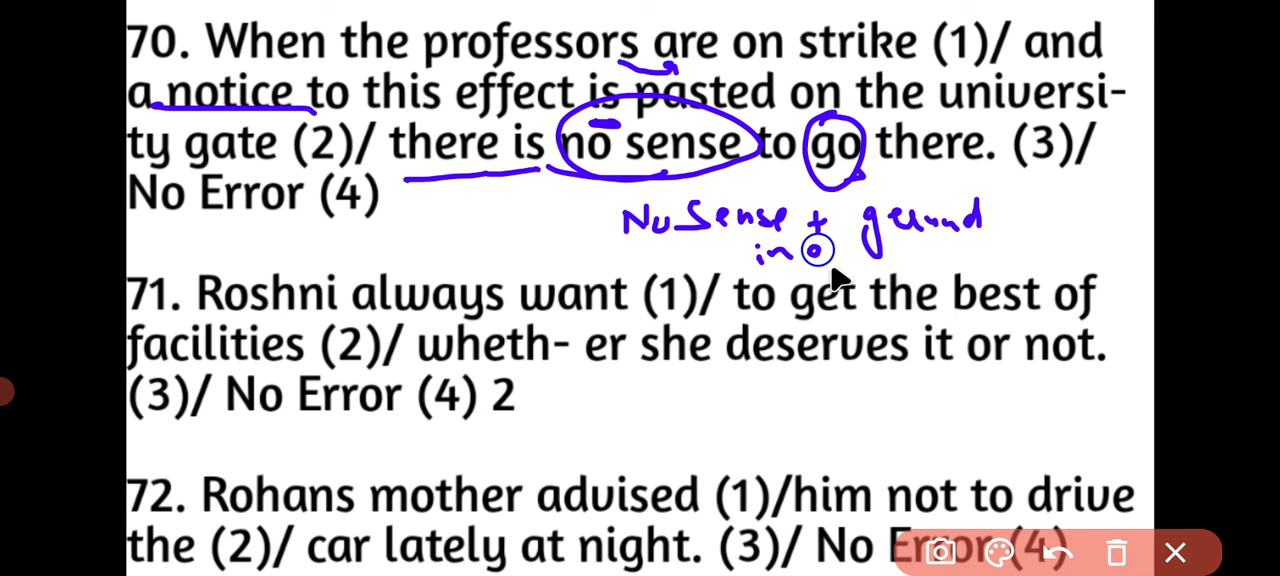 70. When the professors are on strike (1)/ and
a notice to this effect is pasted on the universi-
ty gate (2)/ there is no sense to go there. (3)/
No Error (4)
No Sense + gerund
in
71. Roshni always want (1)/ to get the best of
facilities (2)/ wheth- er she deserves it or not.
(3)/ No Error (4) 2
72. Rohans mother advised (1)/him not to drive
the (2)/ car lately at night. (3)/ No Error (4)